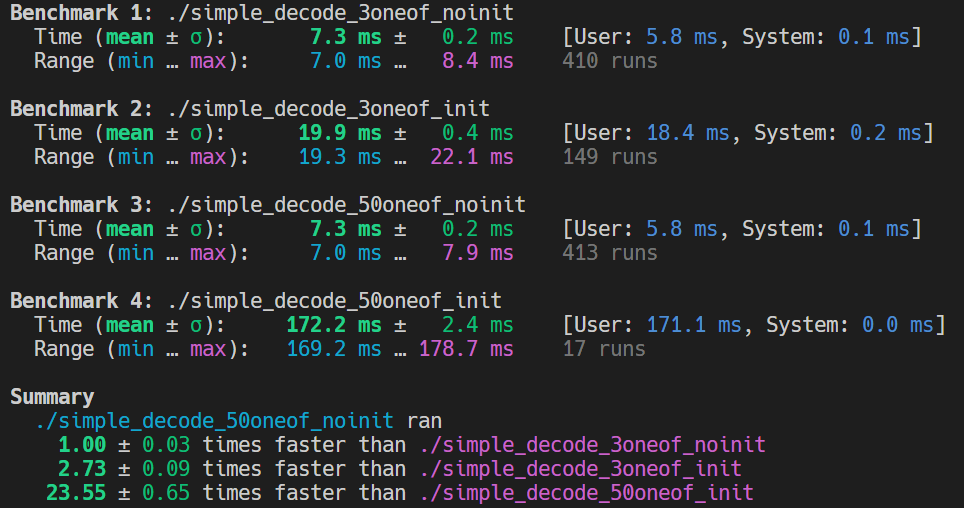 Benchmark 1: ./simple_decode_3oneof_noinit
  Time (mean ± σ):       7.3 ms ±   0.2 ms    [User: 5.8 ms, System: 0.1 ms]
  Range (min … max):     7.0 ms …   8.4 ms    410 runs

Benchmark 2: ./simple_decode_3oneof_init
  Time (mean ± σ):      19.9 ms ±   0.4 ms    [User: 18.4 ms, System: 0.2 ms]
  Range (min … max):    19.3 ms …  22.1 ms    149 runs

Benchmark 3: ./simple_decode_50oneof_noinit
  Time (mean ± σ):       7.3 ms ±   0.2 ms    [User: 5.8 ms, System: 0.1 ms]
  Range (min … max):     7.0 ms …   7.9 ms    413 runs

Benchmark 4: ./simple_decode_50oneof_init
  Time (mean ± σ):     172.2 ms ±   2.4 ms    [User: 171.1 ms, System: 0.0 ms]
  Range (min … max):   169.2 ms … 178.7 ms    17 runs

Summary
  ./simple_decode_50oneof_noinit ran
    1.00 ± 0.03 times faster than ./simple_decode_3oneof_noinit
    2.73 ± 0.09 times faster than ./simple_decode_3oneof_init
   23.55 ± 0.65 times faster than ./simple_decode_50oneof_init